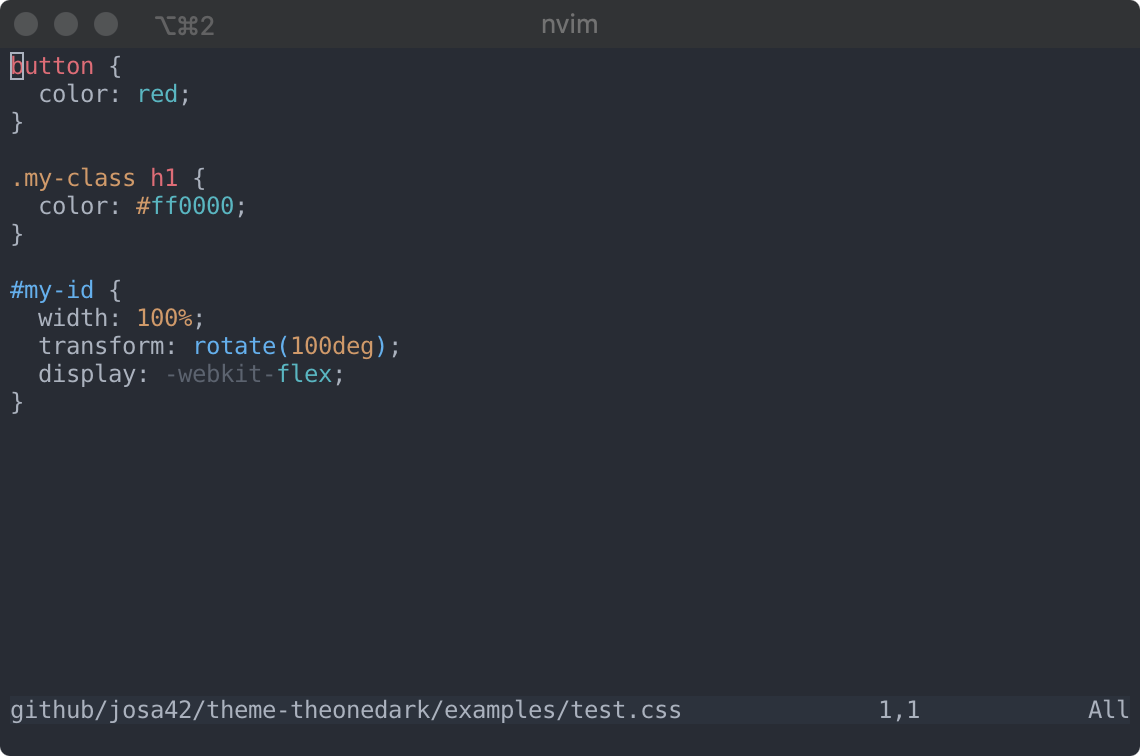 ⌥⌘2 nvim
button {
  color: red;
}
.my-class h1 {
  color: #ff0000;
}
#my-id {
  width: 100%;
  transform: rotate(100deg);
  display: -webkit-flex;
}
github/josa42/theme-theonedark/examples/test.css 1,1 All